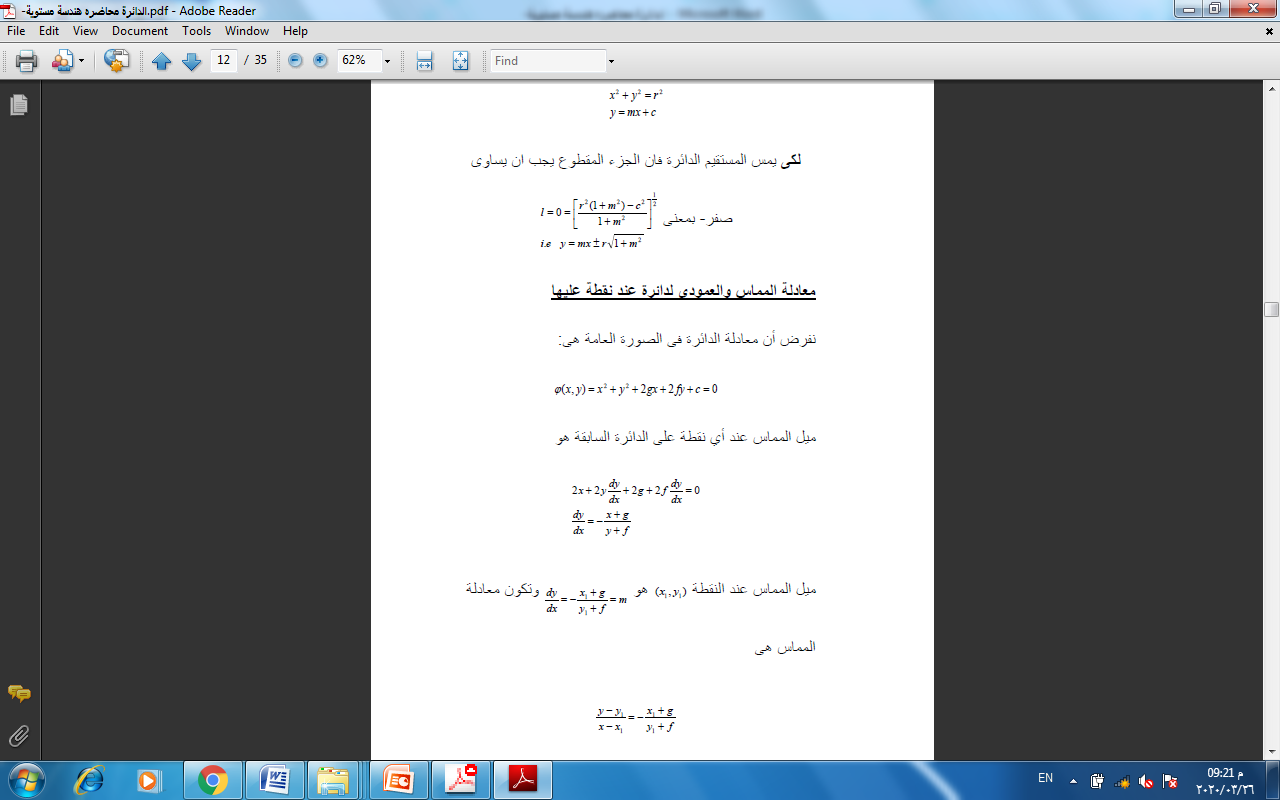 الدائرة محاضره هندسة مستوية-.pdf - Adobe Reader
File Edit View Document Tools Window Help
12 / 35 62% Find
x² + y² = r²
y = mx + c
لكى يمس المستقيم الدائرة فان الجزء المقطوع يجب ان يساوى
صفر- بمعنى l = 0 = [r²(1+m²) − c² / 1+m²]^(1/2)
i.e y = mx ± r√(1+m²)
معادلة المماس والعمودى لدائرة عند نقطة عليها
نفرض أن معادلة الدائرة فى الصورة العامة هى:
φ(x, y) = x² + y² + 2gx + 2fy + c = 0
ميل المماس عند أي نقطة على الدائرة السابقة هو
2x + 2y dy/dx + 2g + 2f dy/dx = 0
dy/dx = − x + g / y + f
ميل المماس عند النقطة (x₁, y₁) هو dy/dx = − x₁ + g / y₁ + f = m وتكون معادلة
المماس هى
y − y₁ / x − x₁ = − x₁ + g / y₁ + f
EN
09:21 م
٢٠٢٠/٠٣/٢٦